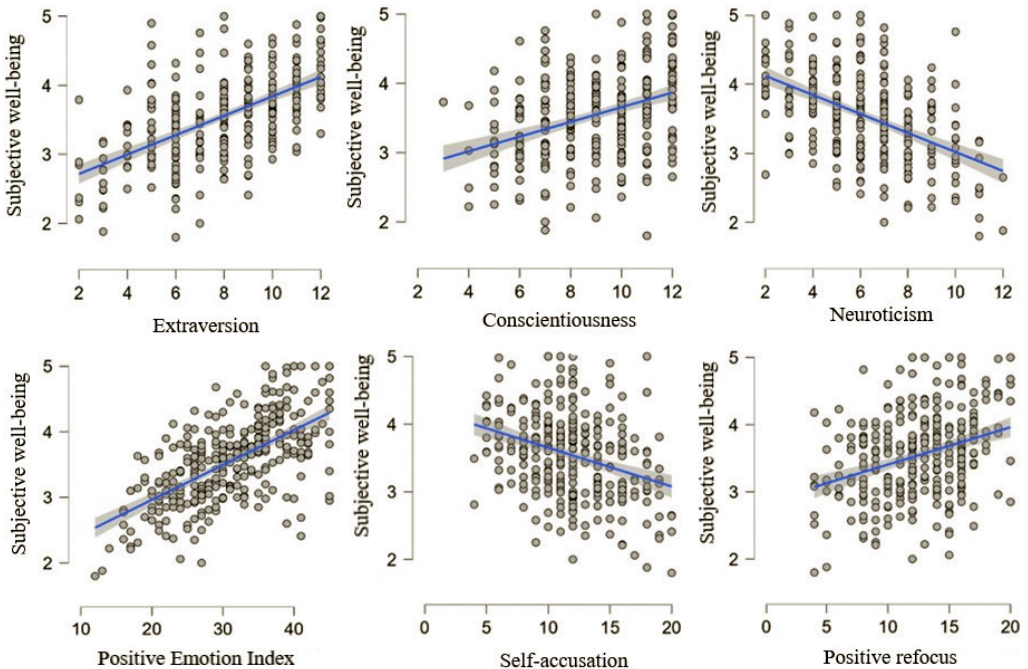 Subjective well-being
5
4
3
2
2 4 6 8 10 12
Extraversion
Subjective well-being
5
4
3
2
2 4 6 8 10 12
Conscientiousness
Subjective well-being
5
4
3
2
2 4 6 8 10 12
Neuroticism
Subjective well-being
5
4
3
2
10 20 30 40
Positive Emotion Index
Subjective well-being
5
4
3
2
0 5 10 15 20
Self-accusation
Subjective well-being
5
4
3
2
0 5 10 15 20
Positive refocus